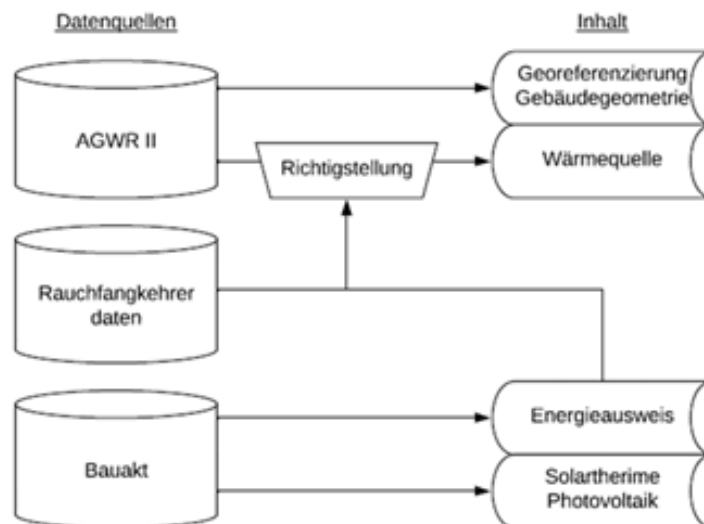 Datenquellen
Inhalt
AGWR II
Georeferenzierung
Gebäudegeometrie
Richtigstellung
Wärmequelle
Rauchfangkehrer
daten
Bauakt
Energieausweis
Solartherime
Photovoltaik